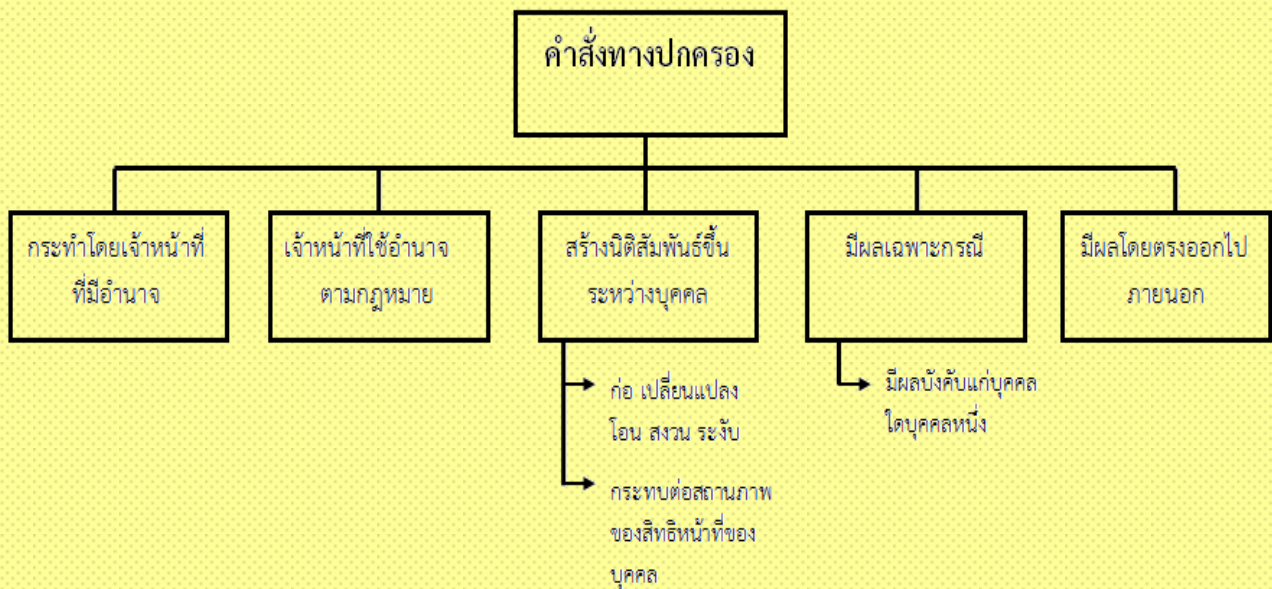 คำสั่งทางปกครอง
กระทำโดยเจ้าหน้าที่
ที่มีอำนาจ
เจ้าหน้าที่ใช้อำนาจ
ตามกฎหมาย
สร้างนิติสัมพันธ์ขึ้น
ระหว่างบุคคล
มีผลเฉพาะกรณี
มีผลโดยตรงออกไป
ภายนอก
ก่อ เปลี่ยนแปลง
โอน สงวน ระงับ
กระทบต่อสถานภาพ
ของสิทธิหน้าที่ของ
บุคคล
มีผลบังคับแก่บุคคล
ใดบุคคลหนึ่ง